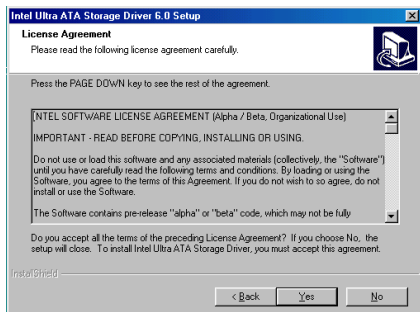 Intel Ultra ATA Storage Driver 6.0 Setup
License Agreement
Please read the following license agreement carefully.
Press the PAGE DOWN key to see the rest of the agreement.
INTEL SOFTWARE LICENSE AGREEMENT (Alpha / Beta, Organizational Use)
IMPORTANT - READ BEFORE COPYING, INSTALLING OR USING.
Do not use or load this software and any associated materials (collectively, the "Software")
until you have carefully read the following terms and conditions. By loading or using the
Software, you agree to the terms of this Agreement. If you do not wish to so agree, do not
install or use the Software.
The Software contains pre-release "alpha" or "beta" code, which may not be fully
Do you accept all the terms of the preceding License Agreement? If you choose No, the
setup will close. To install Intel Ultra ATA Storage Driver, you must accept this agreement.
InstallShield
< Back Yes No